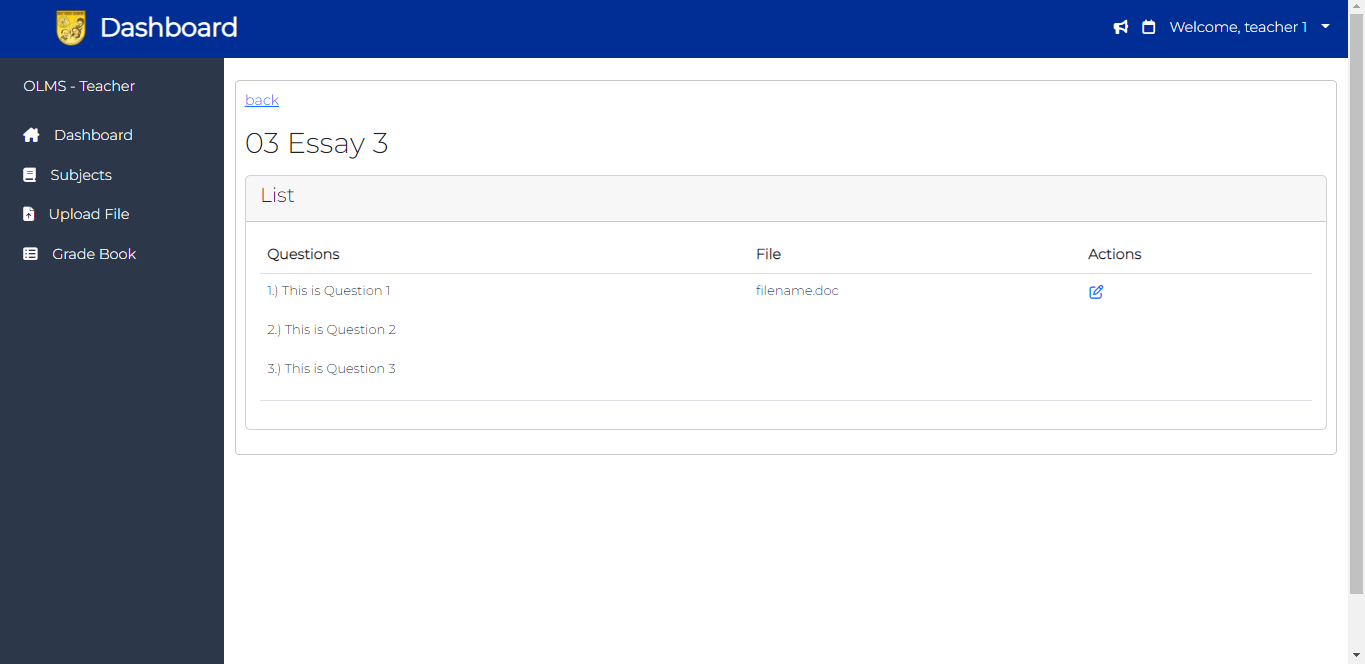 Dashboard
Welcome, teacher 1
OLMS - Teacher
Dashboard
Subjects
Upload File
Grade Book
back
03 Essay 3
List
Questions File Actions
1.) This is Question 1 filename.doc
2.) This is Question 2
3.) This is Question 3